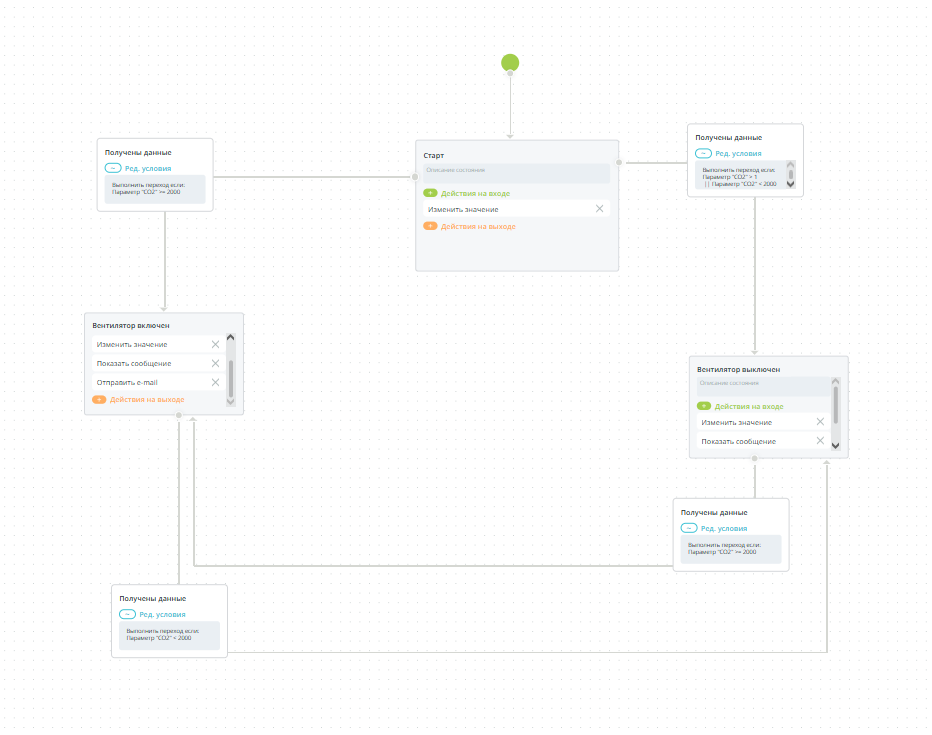 Получены данные
~ Ред. условия
Выполнить переход если:
Параметр "CO2" >= 2000
Старт
Описание состояния
+ Действия на входе
Изменить значение
+ Действия на выходе
Получены данные
~ Ред. условия
Выполнить переход если:
Параметр "CO2" > 1
|| Параметр "CO2" < 2000
Вентилятор включен
Изменить значение
Показать сообщение
Отправить e-mail
+ Действия на выходе
Вентилятор выключен
Описание состояния
+ Действия на входе
Изменить значение
Показать сообщение
Получены данные
~ Ред. условия
Выполнить переход если:
Параметр "CO2" >= 2000
Получены данные
~ Ред. условия
Выполнить переход если:
Параметр "CO2" < 2000